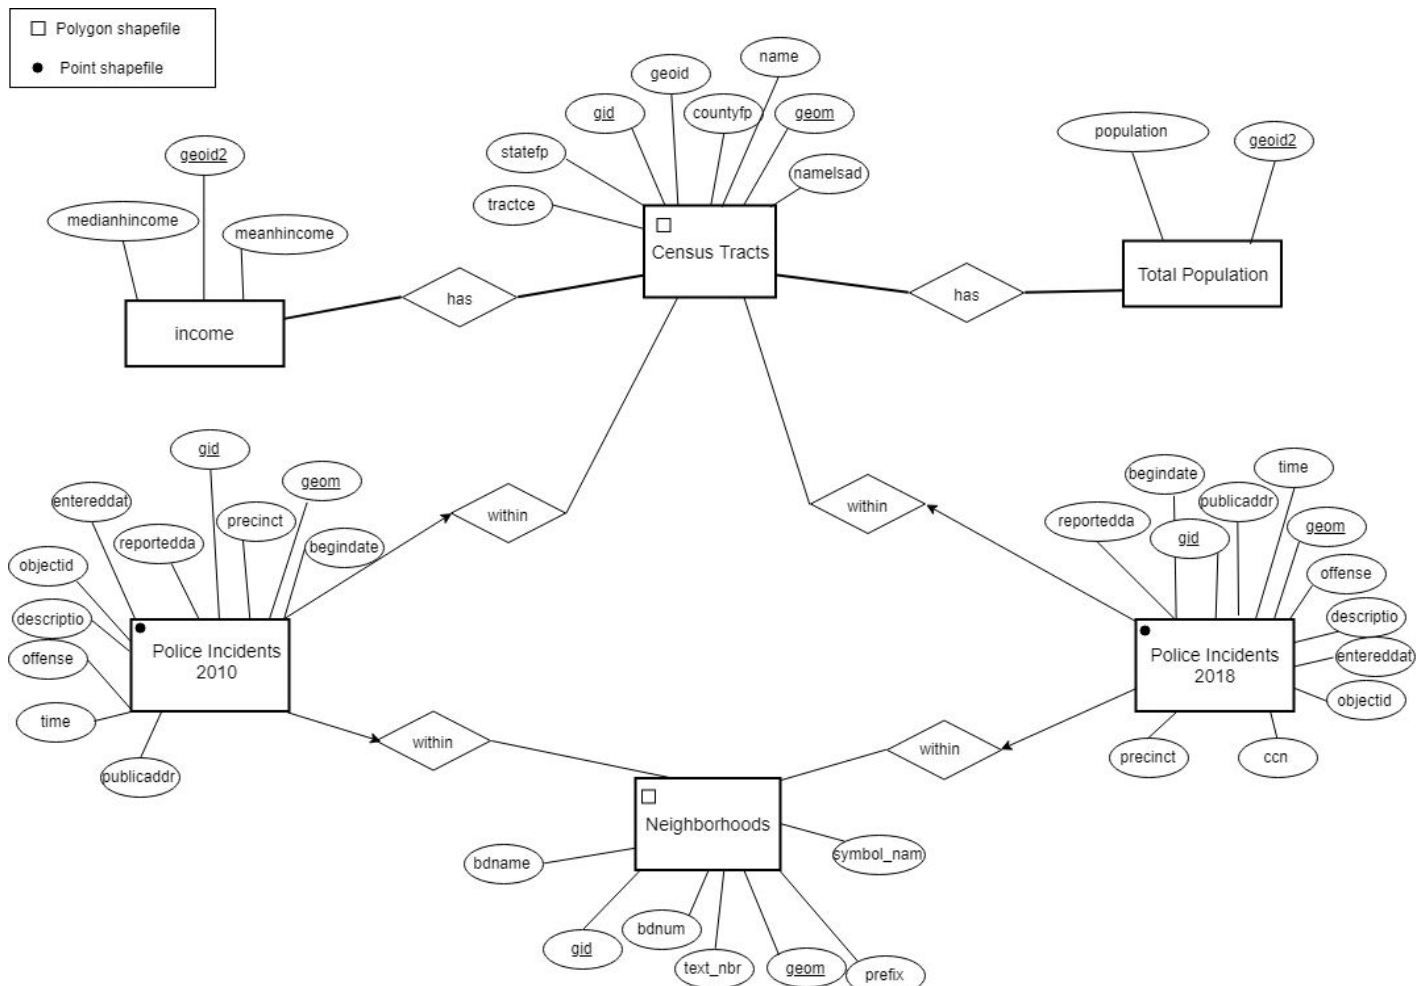 Polygon shapefile
Point shapefile
name
geoid
gid
countyfp
geom
statefp
namelsad
tractce
Census Tracts
population
geoid2
Total Population
has
geoid2
medianhincome
meanhincome
income
has
gid
geom
entereddat
precinct
reportedda
begindate
objectid
descriptio
offense
time
publicaddr
Police Incidents
2010
within
within
begindate
time
publicaddr
reportedda
gid
geom
offense
descriptio
entereddat
objectid
precinct
ccn
Police Incidents
2018
within
within
Neighborhoods
bdname
symbol_nam
gid
bdnum
text_nbr
geom
prefix